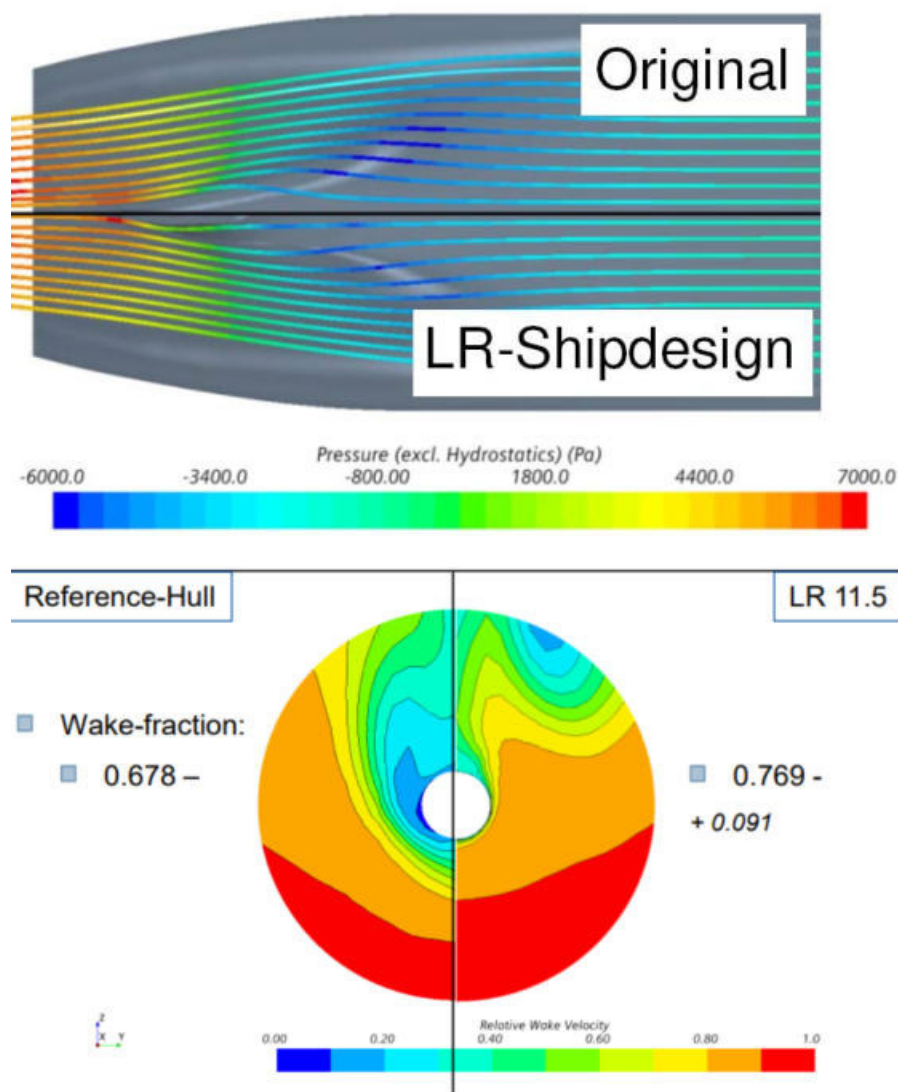 Original
LR-Shipdesign
Pressure (excl. Hydrostatics) (Pa)
-6000.0 -3400.0 -800.00 1800.0 4400.0 7000.0
Reference-Hull LR 11.5
Wake-fraction:
0.678 – 0.769 -
+ 0.091
Z
X Y
Relative Wake Velocity
0.00 0.20 0.40 0.60 0.80 1.0